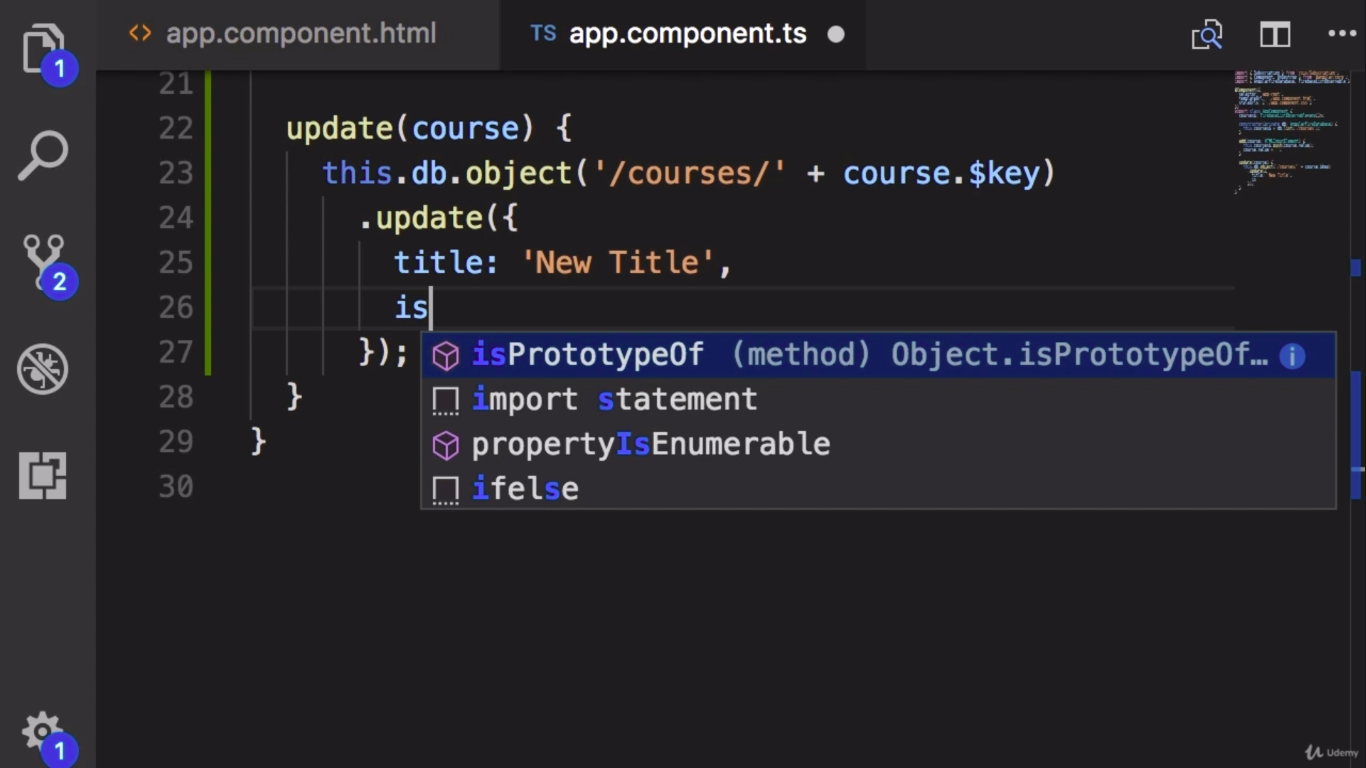 app.component.html
TS app.component.ts
1
21
22 update(course) {
23 this.db.object('/courses/' + course.$key)
24 .update({
25 title: 'New Title',
26 is
27 });
28 }
29 }
30
isPrototypeOf (method) Object.isPrototypeOf…
import statement
propertyIsEnumerable
ifelse
2
1
Udemy